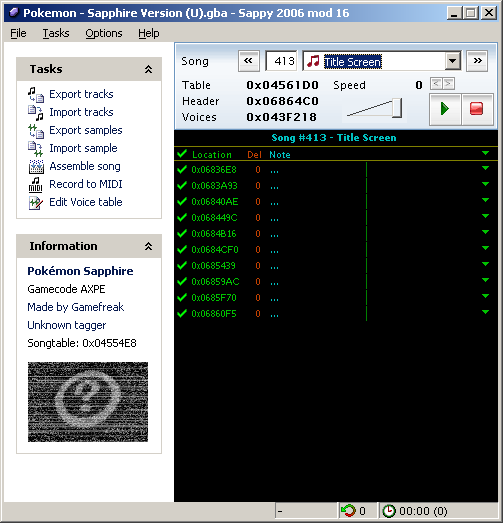 Pokemon - Sapphire Version (U).gba - Sappy 2006 mod 16
File Tasks Options Help
Tasks
Export tracks
Import tracks
Export samples
Import sample
Assemble song
Record to MIDI
Edit Voice table
Information
Pokémon Sapphire
Gamecode AXPE
Made by Gamefreak
Unknown tagger
Songtable: 0x04554E8
Song 413 Title Screen
Table 0x04561D0 Speed 0
Header 0x06864C0
Voices 0x043F218
Song #413 - Title Screen
Location Del Note
0x06836E8 0 ...
0x0683A93 0 ...
0x06840AE 0 ...
0x068449C 0 ...
0x0684B16 0 ...
0x0684CF0 0 ...
0x0685439 0 ...
0x06859AC 0 ...
0x0685F70 0 ...
0x06860F5 0 ...
- 0 00:00 (0)